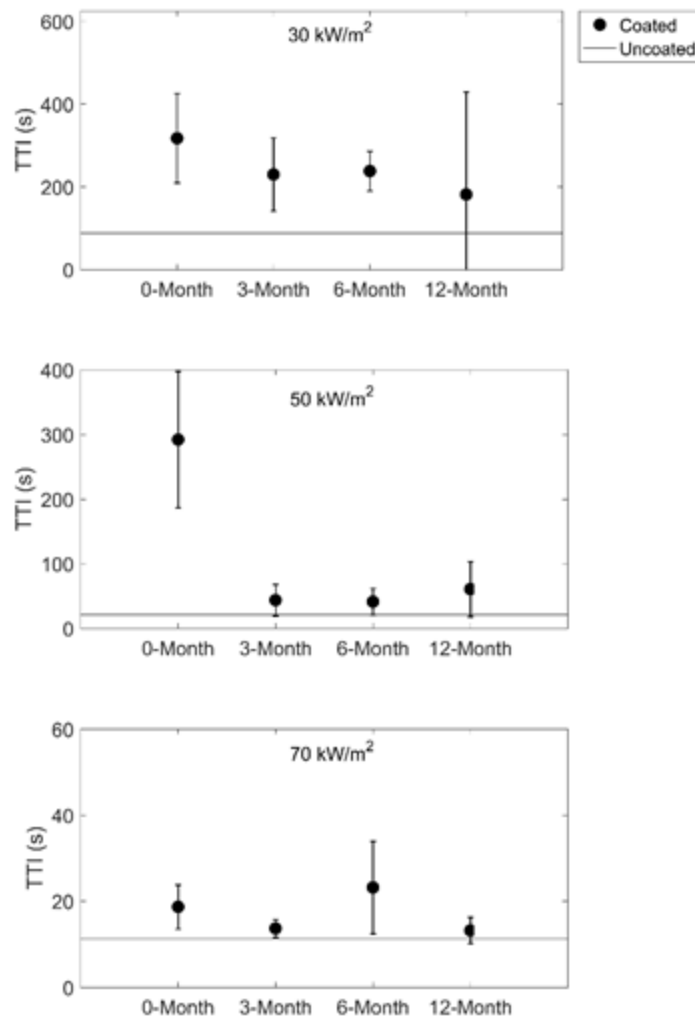 Coated
Uncoated
30 kW/m²
TTI (s)
600
400
200
0
0-Month 3-Month 6-Month 12-Month
50 kW/m²
TTI (s)
400
300
200
100
0
0-Month 3-Month 6-Month 12-Month
70 kW/m²
TTI (s)
60
40
20
0
0-Month 3-Month 6-Month 12-Month